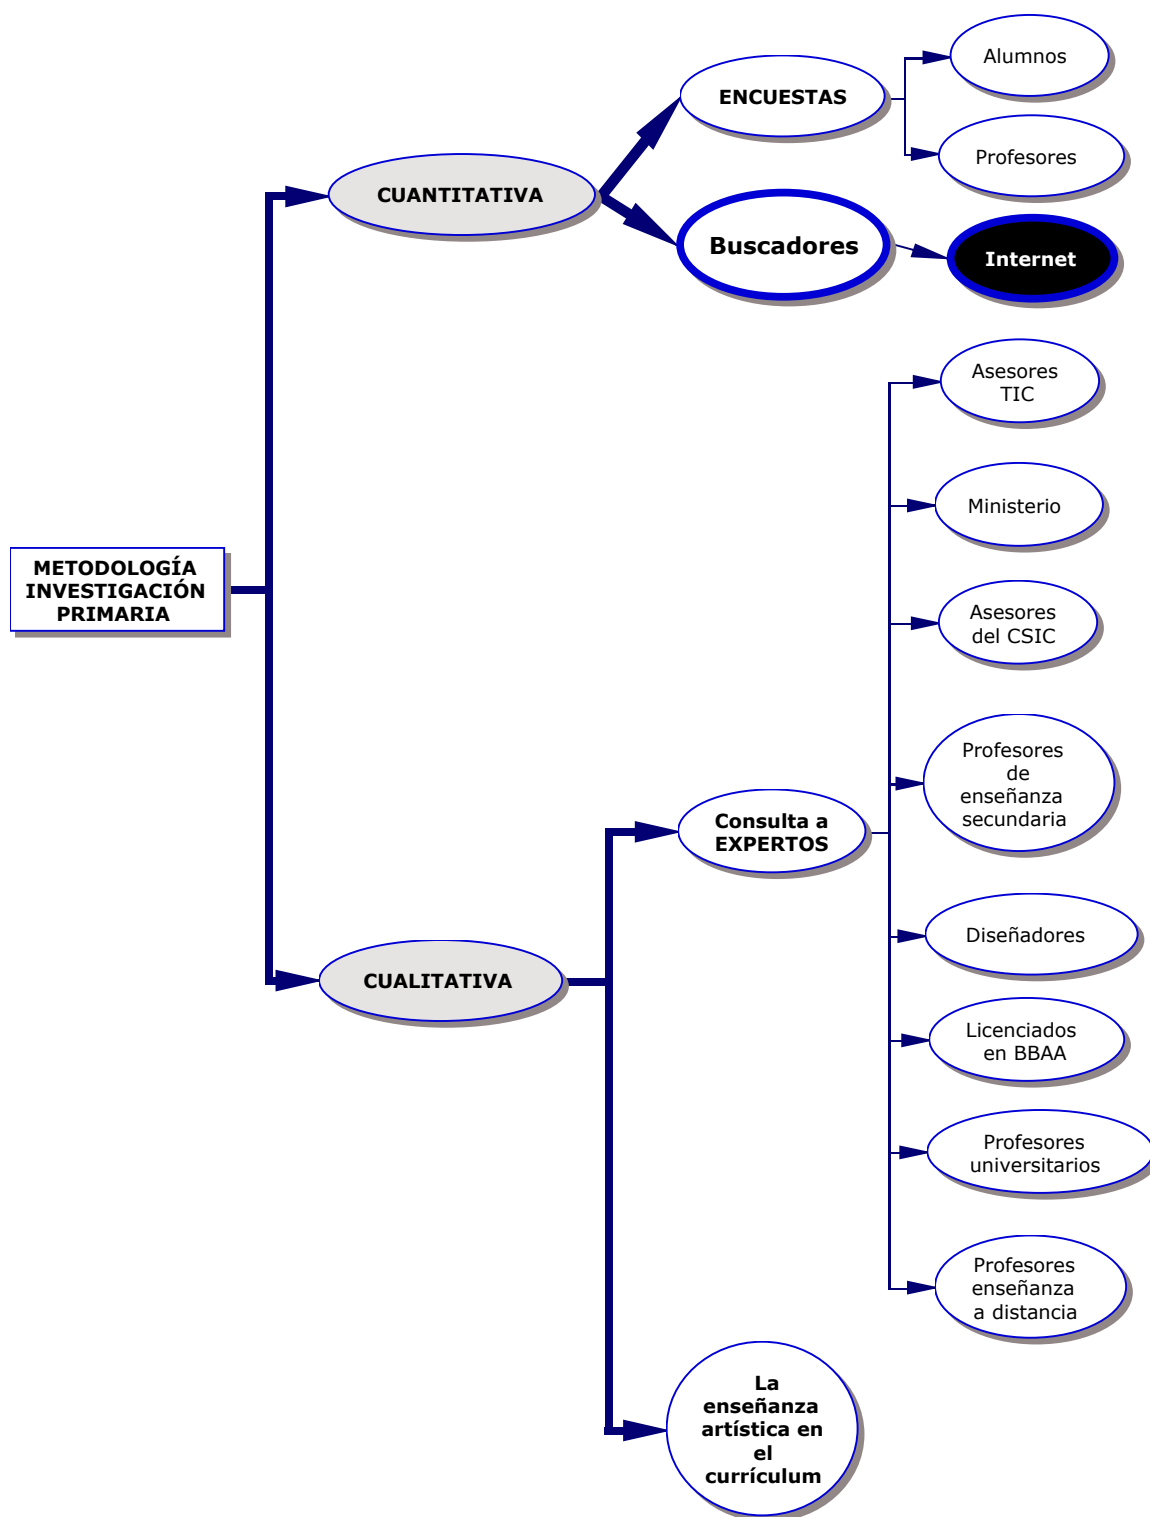 METODOLOGÍA
INVESTIGACIÓN
PRIMARIA
CUANTITATIVA
ENCUESTAS
Alumnos
Profesores
Buscadores
Internet
CUALITATIVA
Consulta a
EXPERTOS
Asesores
TIC
Ministerio
Asesores
del CSIC
Profesores
de
enseñanza
secundaria
Diseñadores
Licenciados
en BBAA
Profesores
universitarios
Profesores
enseñanza
a distancia
La
enseñanza
artística en
el
currículum